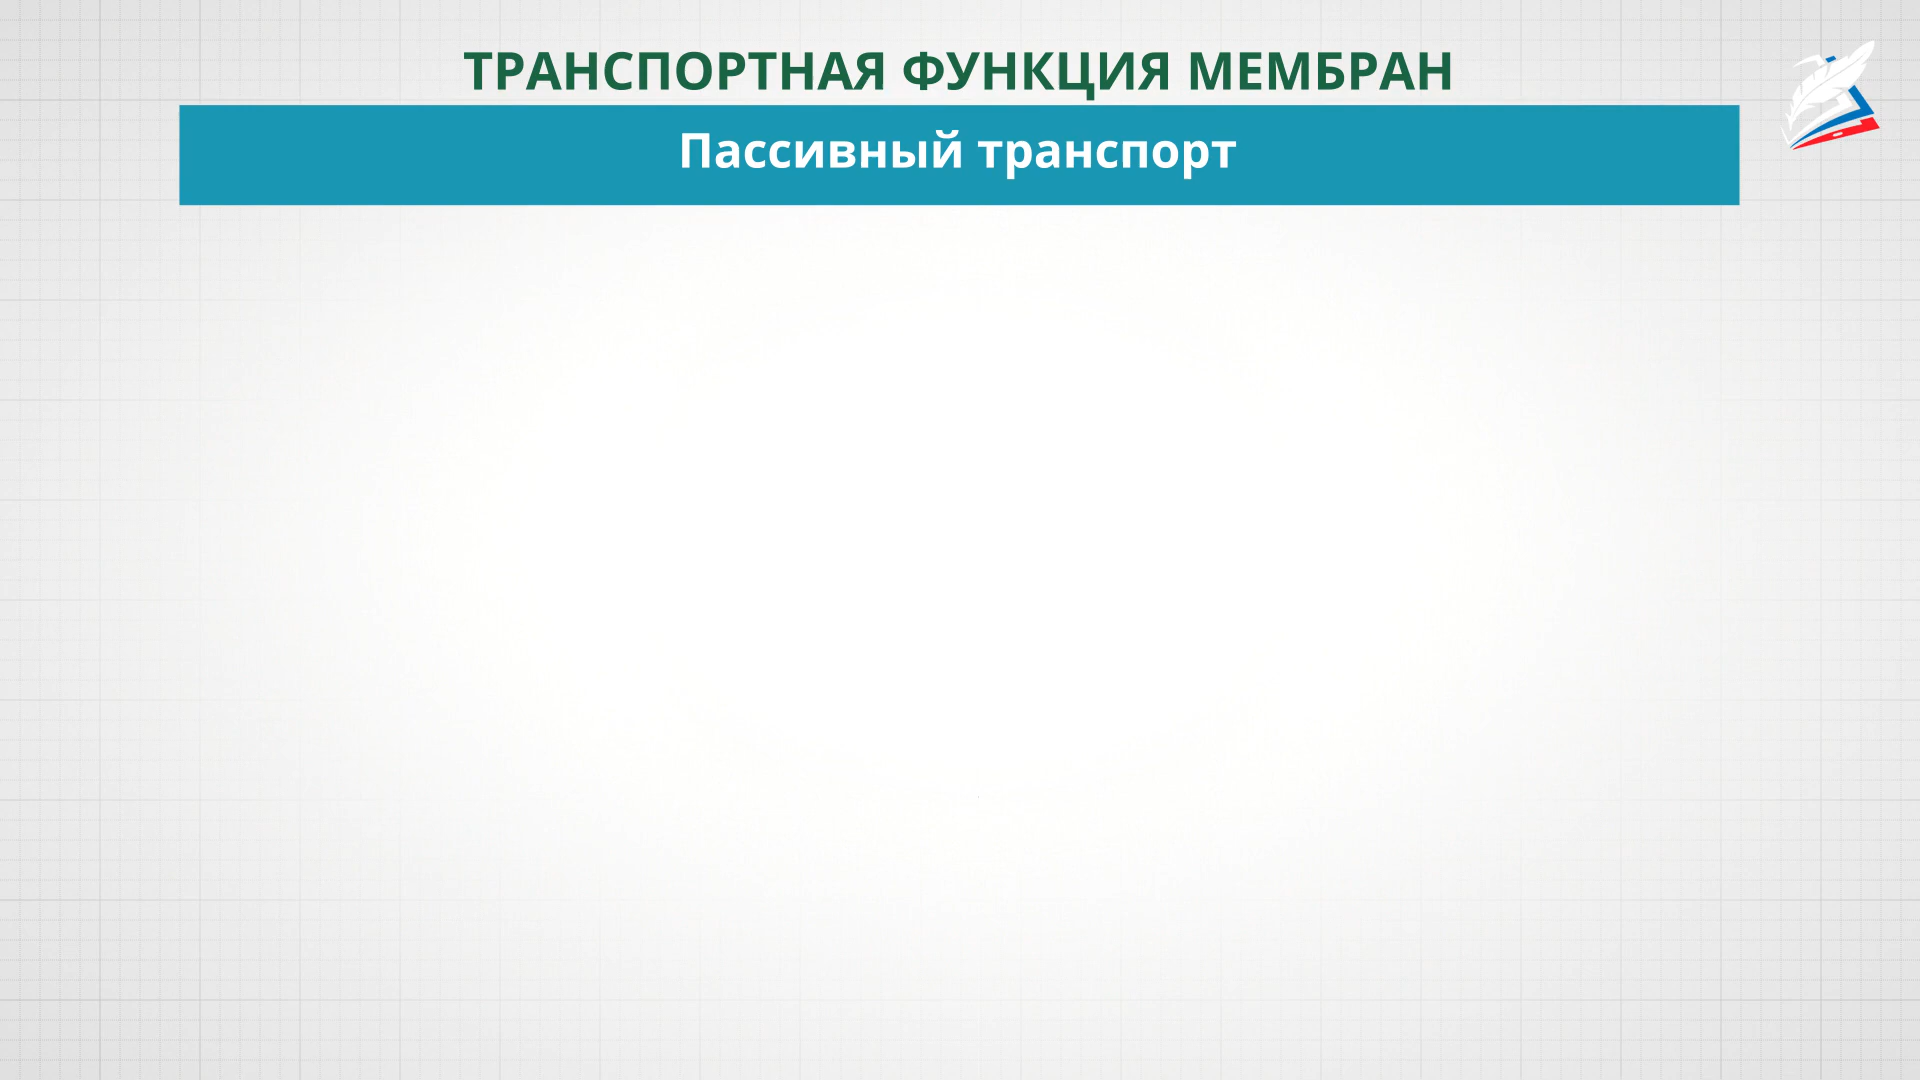 ТРАНСПОРТНАЯ ФУНКЦИЯ МЕМБРАН
Пассивный транспорт